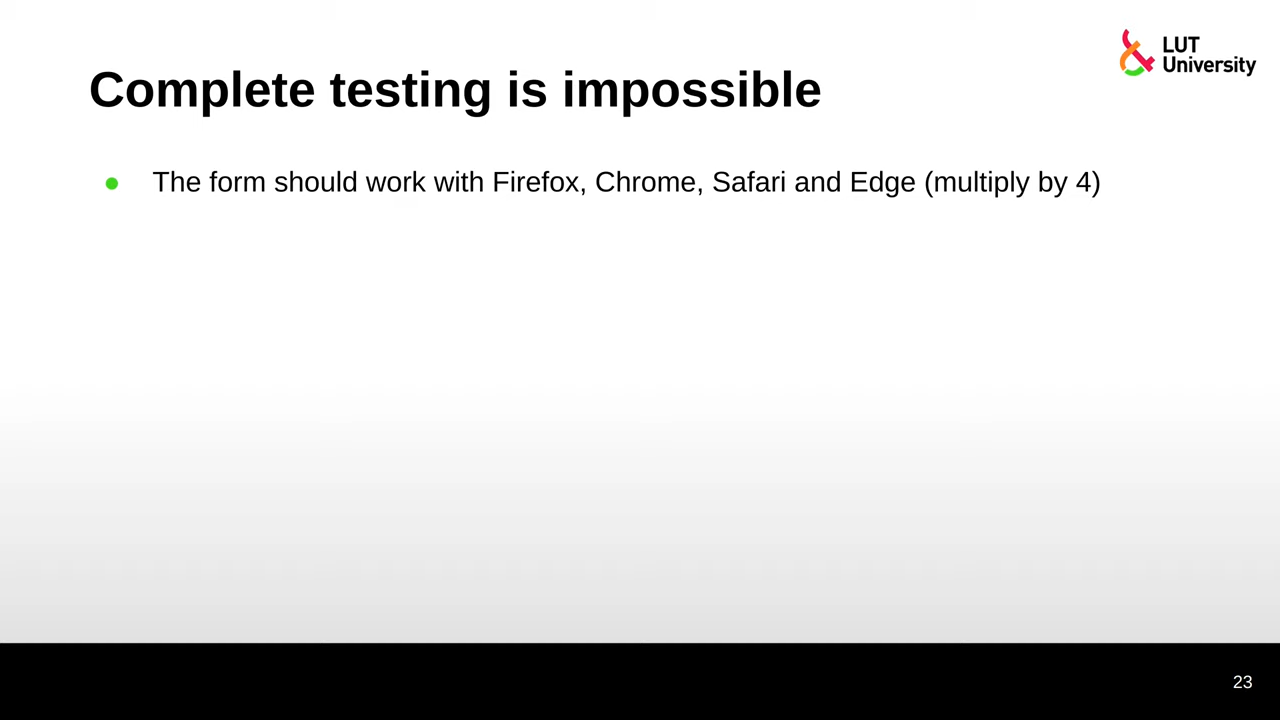 LUT
University
Complete testing is impossible
● The form should work with Firefox, Chrome, Safari and Edge (multiply by 4)
23